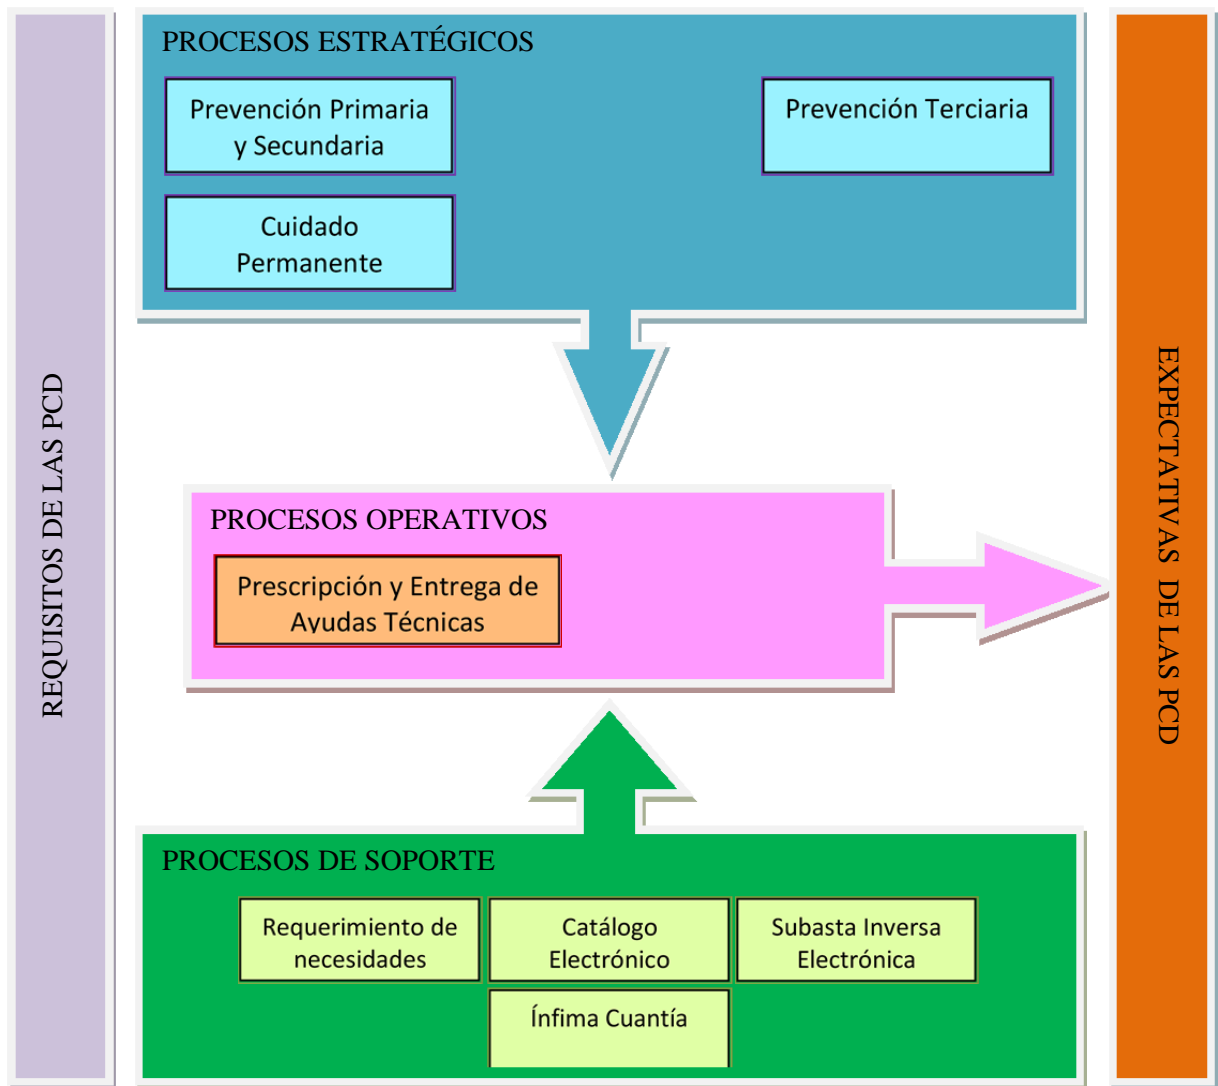 REQUISITOS DE LAS PCD
PROCESOS ESTRATÉGICOS
Prevención Primaria
y Secundaria
Prevención Terciaria
Cuidado
Permanente
PROCESOS OPERATIVOS
Prescripción y Entrega de
Ayudas Técnicas
PROCESOS DE SOPORTE
Requerimiento de
necesidades
Catálogo
Electrónico
Subasta Inversa
Electrónica
Ínfima Cuantía
EXPECTATIVAS DE LAS PCD